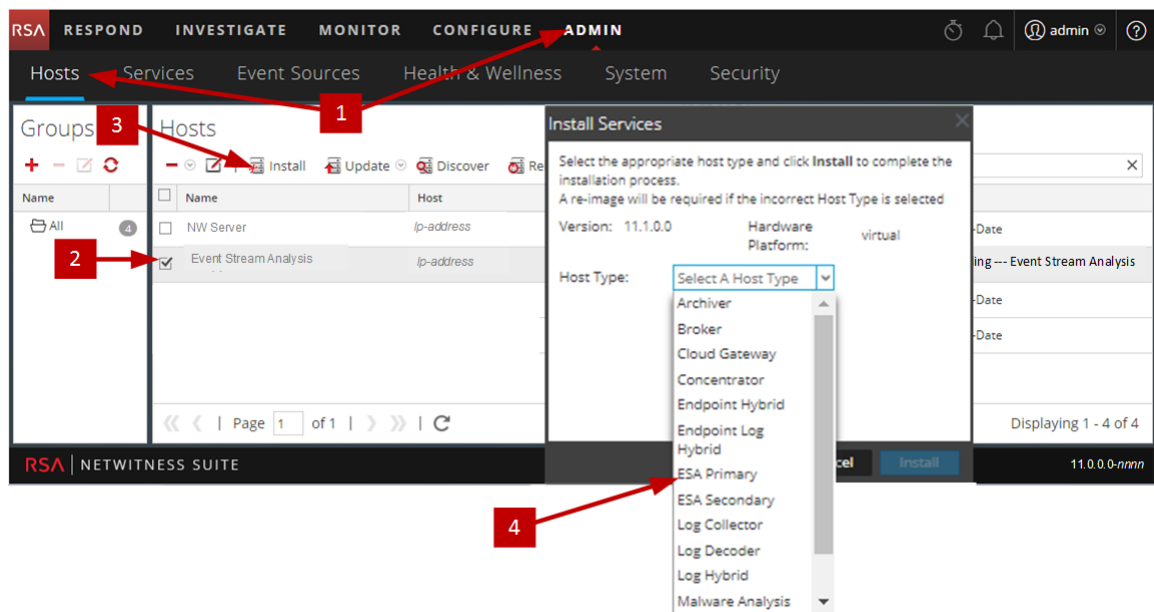 RSA RESPOND INVESTIGATE MONITOR CONFIGURE ADMIN admin
Hosts Services Event Sources Health & Wellness System Security
1
Groups
3
Hosts
Install Update Discover Re
Name
All 4
2
Name Host
NW Server Ip-address
Event Stream Analysis Ip-address
Page 1 of 1
Install Services
Select the appropriate host type and click Install to complete the
installation process.
A re-image will be required if the incorrect Host Type is selected
Version: 11.1.0.0 Hardware
Platform: virtual
Host Type: Select A Host Type
Archiver
Broker
Cloud Gateway
Concentrator
Endpoint Hybrid
Endpoint Log
Hybrid
ESA Primary
ESA Secondary
Log Collector
Log Decoder
Log Hybrid
Malware Analysis
4
cel Install
-Date
ing --- Event Stream Analysis
-Date
-Date
Displaying 1 - 4 of 4
RSA NETWITNESS SUITE 11.0.0.0-nnnn